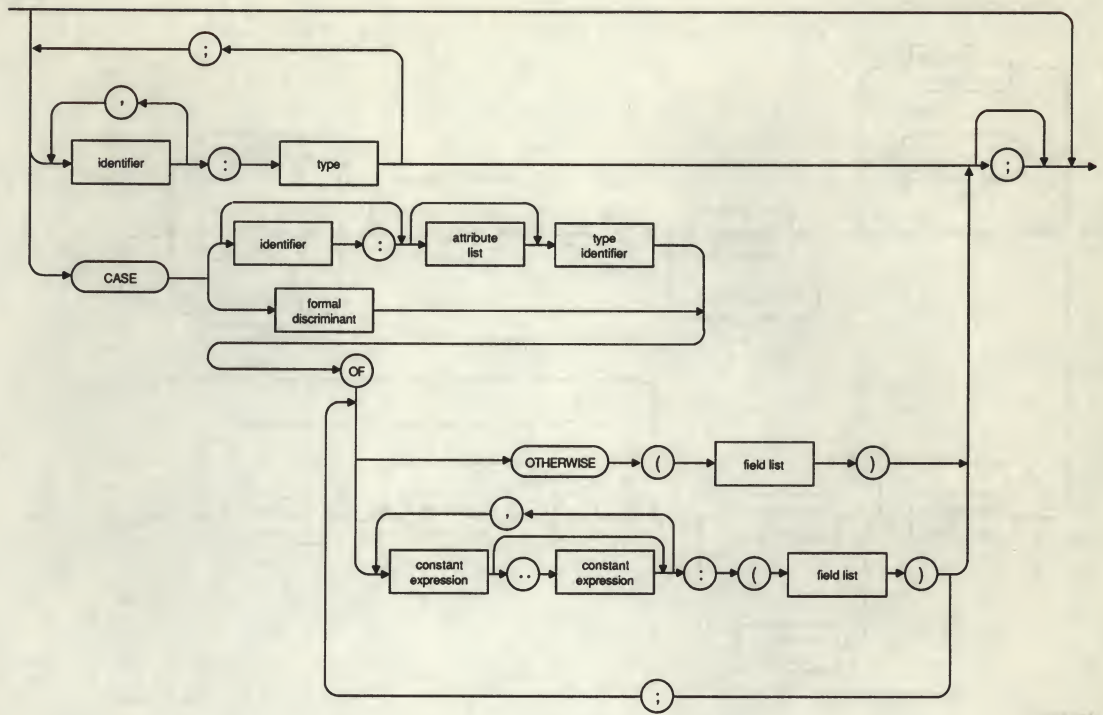 ;
,
identifier
:
type
;
identifier
:
attribute
list
type
identifier
CASE
formal
discriminant
OF
OTHERWISE
(
field list
)
,
constant
expression
..
constant
expression
:
(
field list
)
;